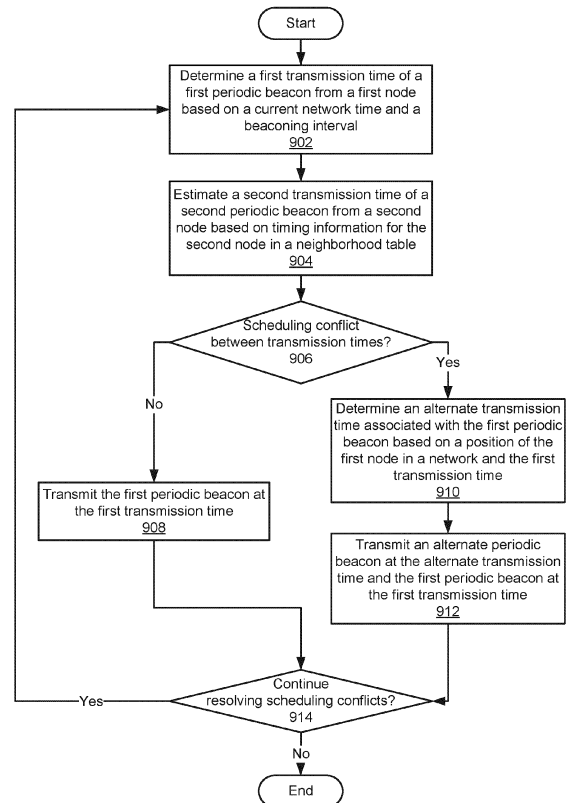 Start
Determine a first transmission time of a
first periodic beacon from a first node
based on a current network time and a
beaconing interval
902
Estimate a second transmission time of a
second periodic beacon from a second
node based on timing information for the
second node in a neighborhood table
904
Scheduling conflict
between transmission times?
906
Yes
No
Determine an alternate transmission
time associated with the first periodic
beacon based on a position of the
first node in a network and the first
transmission time
910
Transmit the first periodic beacon at
the first transmission time
908
Transmit an alternate periodic
beacon at the alternate transmission
time and the first periodic beacon at
the first transmission time
912
Continue
resolving scheduling conflicts?
914
Yes
No
End